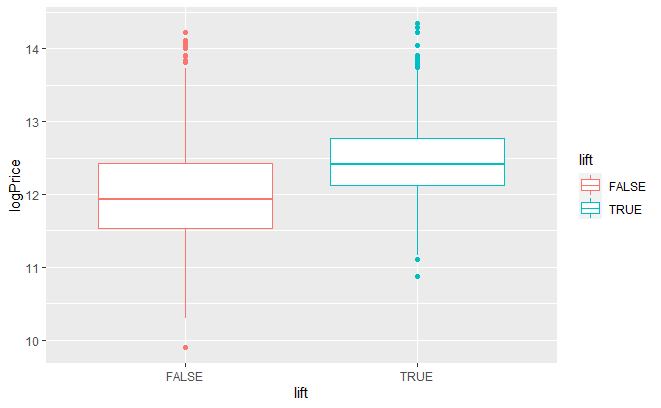 14
13
12
11
10
logPrice
FALSE
TRUE
lift
lift
FALSE
TRUE